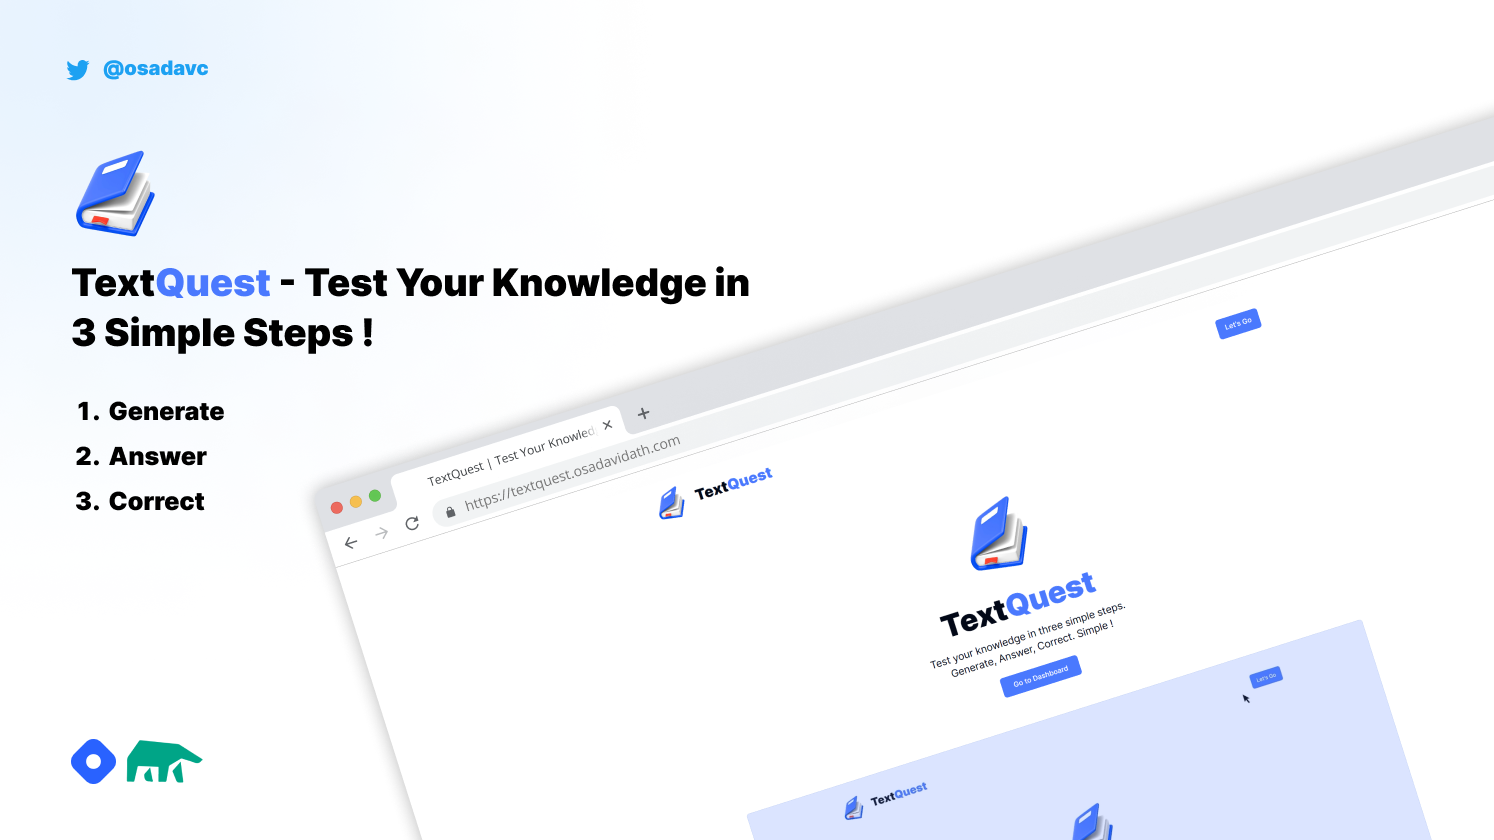 @osadavc
TextQuest - Test Your Knowledge in
3 Simple Steps !
1. Generate
2. Answer
3. Correct
TextQuest | Test Your Knowled
https://textquest.osadavidath.com
TextQuest
Let's Go
TextQuest
Test your knowledge in three simple steps.
Generate, Answer, Correct. Simple !
Go to Dashboard
TextQuest
Let's Go